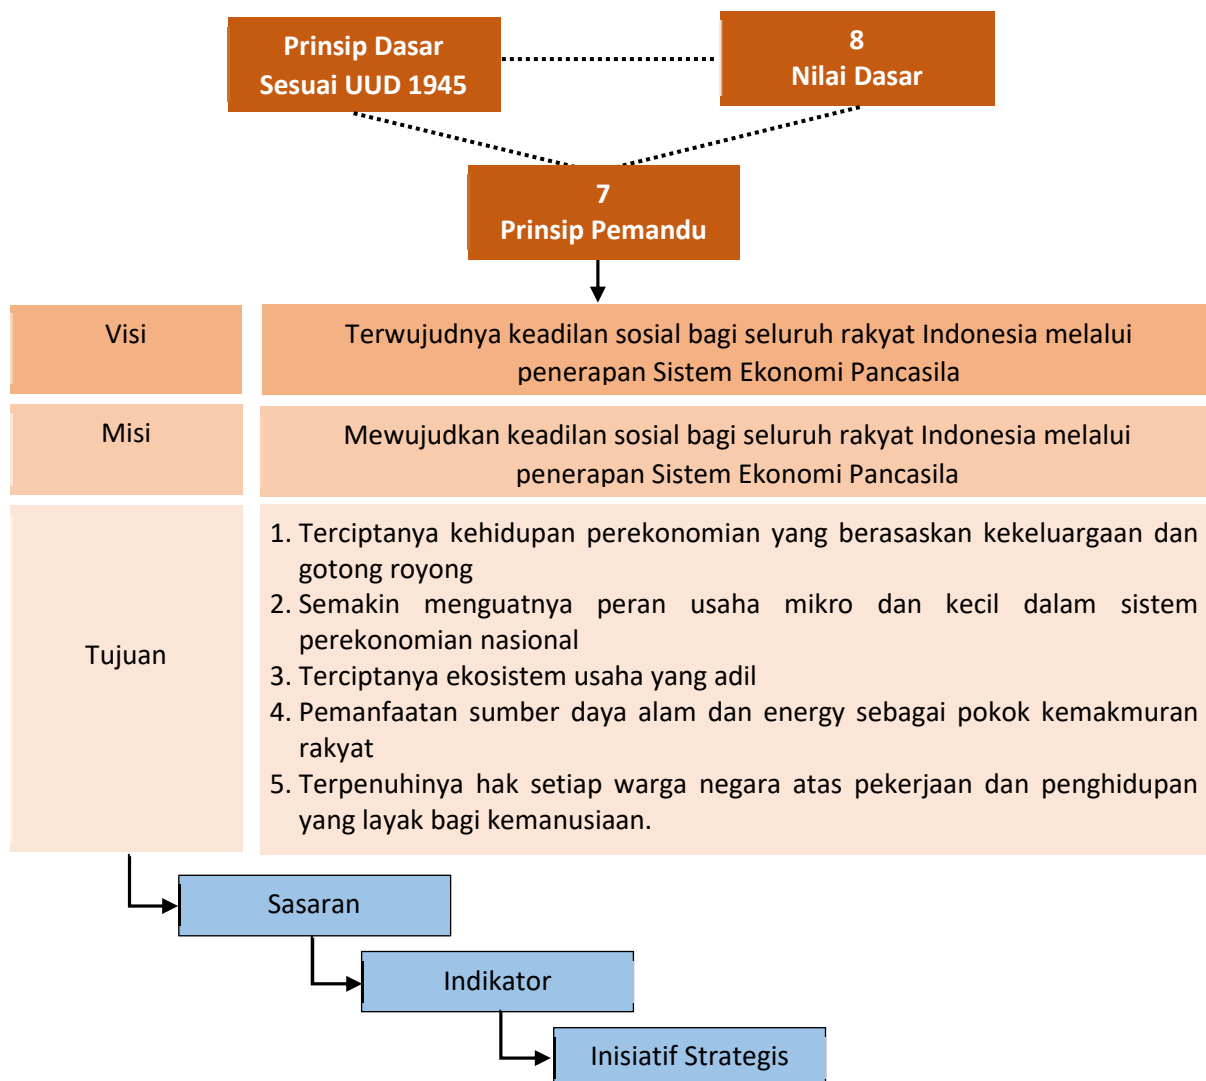 Prinsip Dasar
Sesuai UUD 1945
8
Nilai Dasar
7
Prinsip Pemandu
Visi
Terwujudnya keadilan sosial bagi seluruh rakyat Indonesia melalui
penerapan Sistem Ekonomi Pancasila
Misi
Mewujudkan keadilan sosial bagi seluruh rakyat Indonesia melalui
penerapan Sistem Ekonomi Pancasila
Tujuan
1. Terciptanya kehidupan perekonomian yang berasaskan kekeluargaan dan
gotong royong
2. Semakin menguatnya peran usaha mikro dan kecil dalam sistem
perekonomian nasional
3. Terciptanya ekosistem usaha yang adil
4. Pemanfaatan sumber daya alam dan energy sebagai pokok kemakmuran
rakyat
5. Terpenuhinya hak setiap warga negara atas pekerjaan dan penghidupan
yang layak bagi kemanusiaan.
Sasaran
Indikator
Inisiatif Strategis